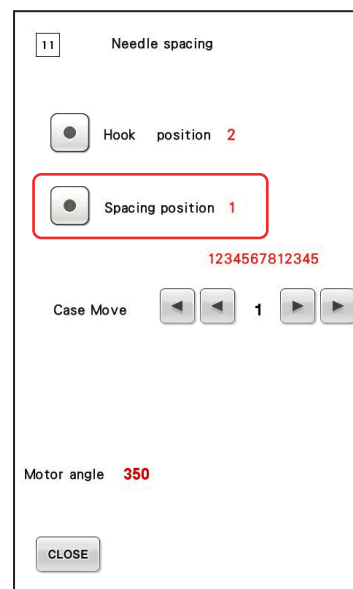 11 Needle spacing
Hook position 2
Spacing position 1
1234567812345
Case Move 1
Motor angle 350
CLOSE